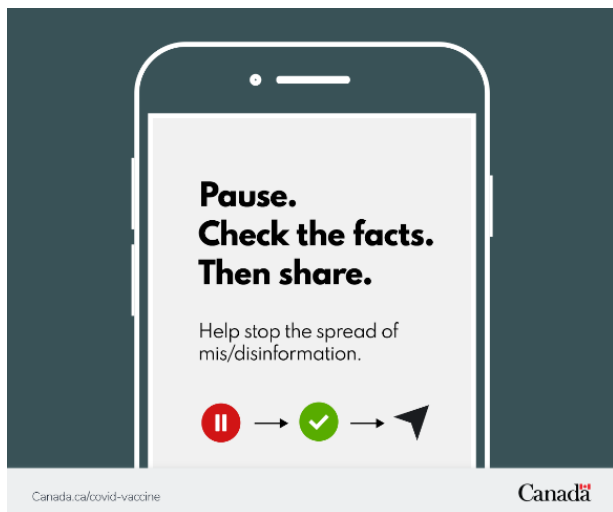 Pause.
Check the facts.
Then share.
Help stop the spread of
mis/disinformation.
Canada.ca/covid-vaccine
Canada